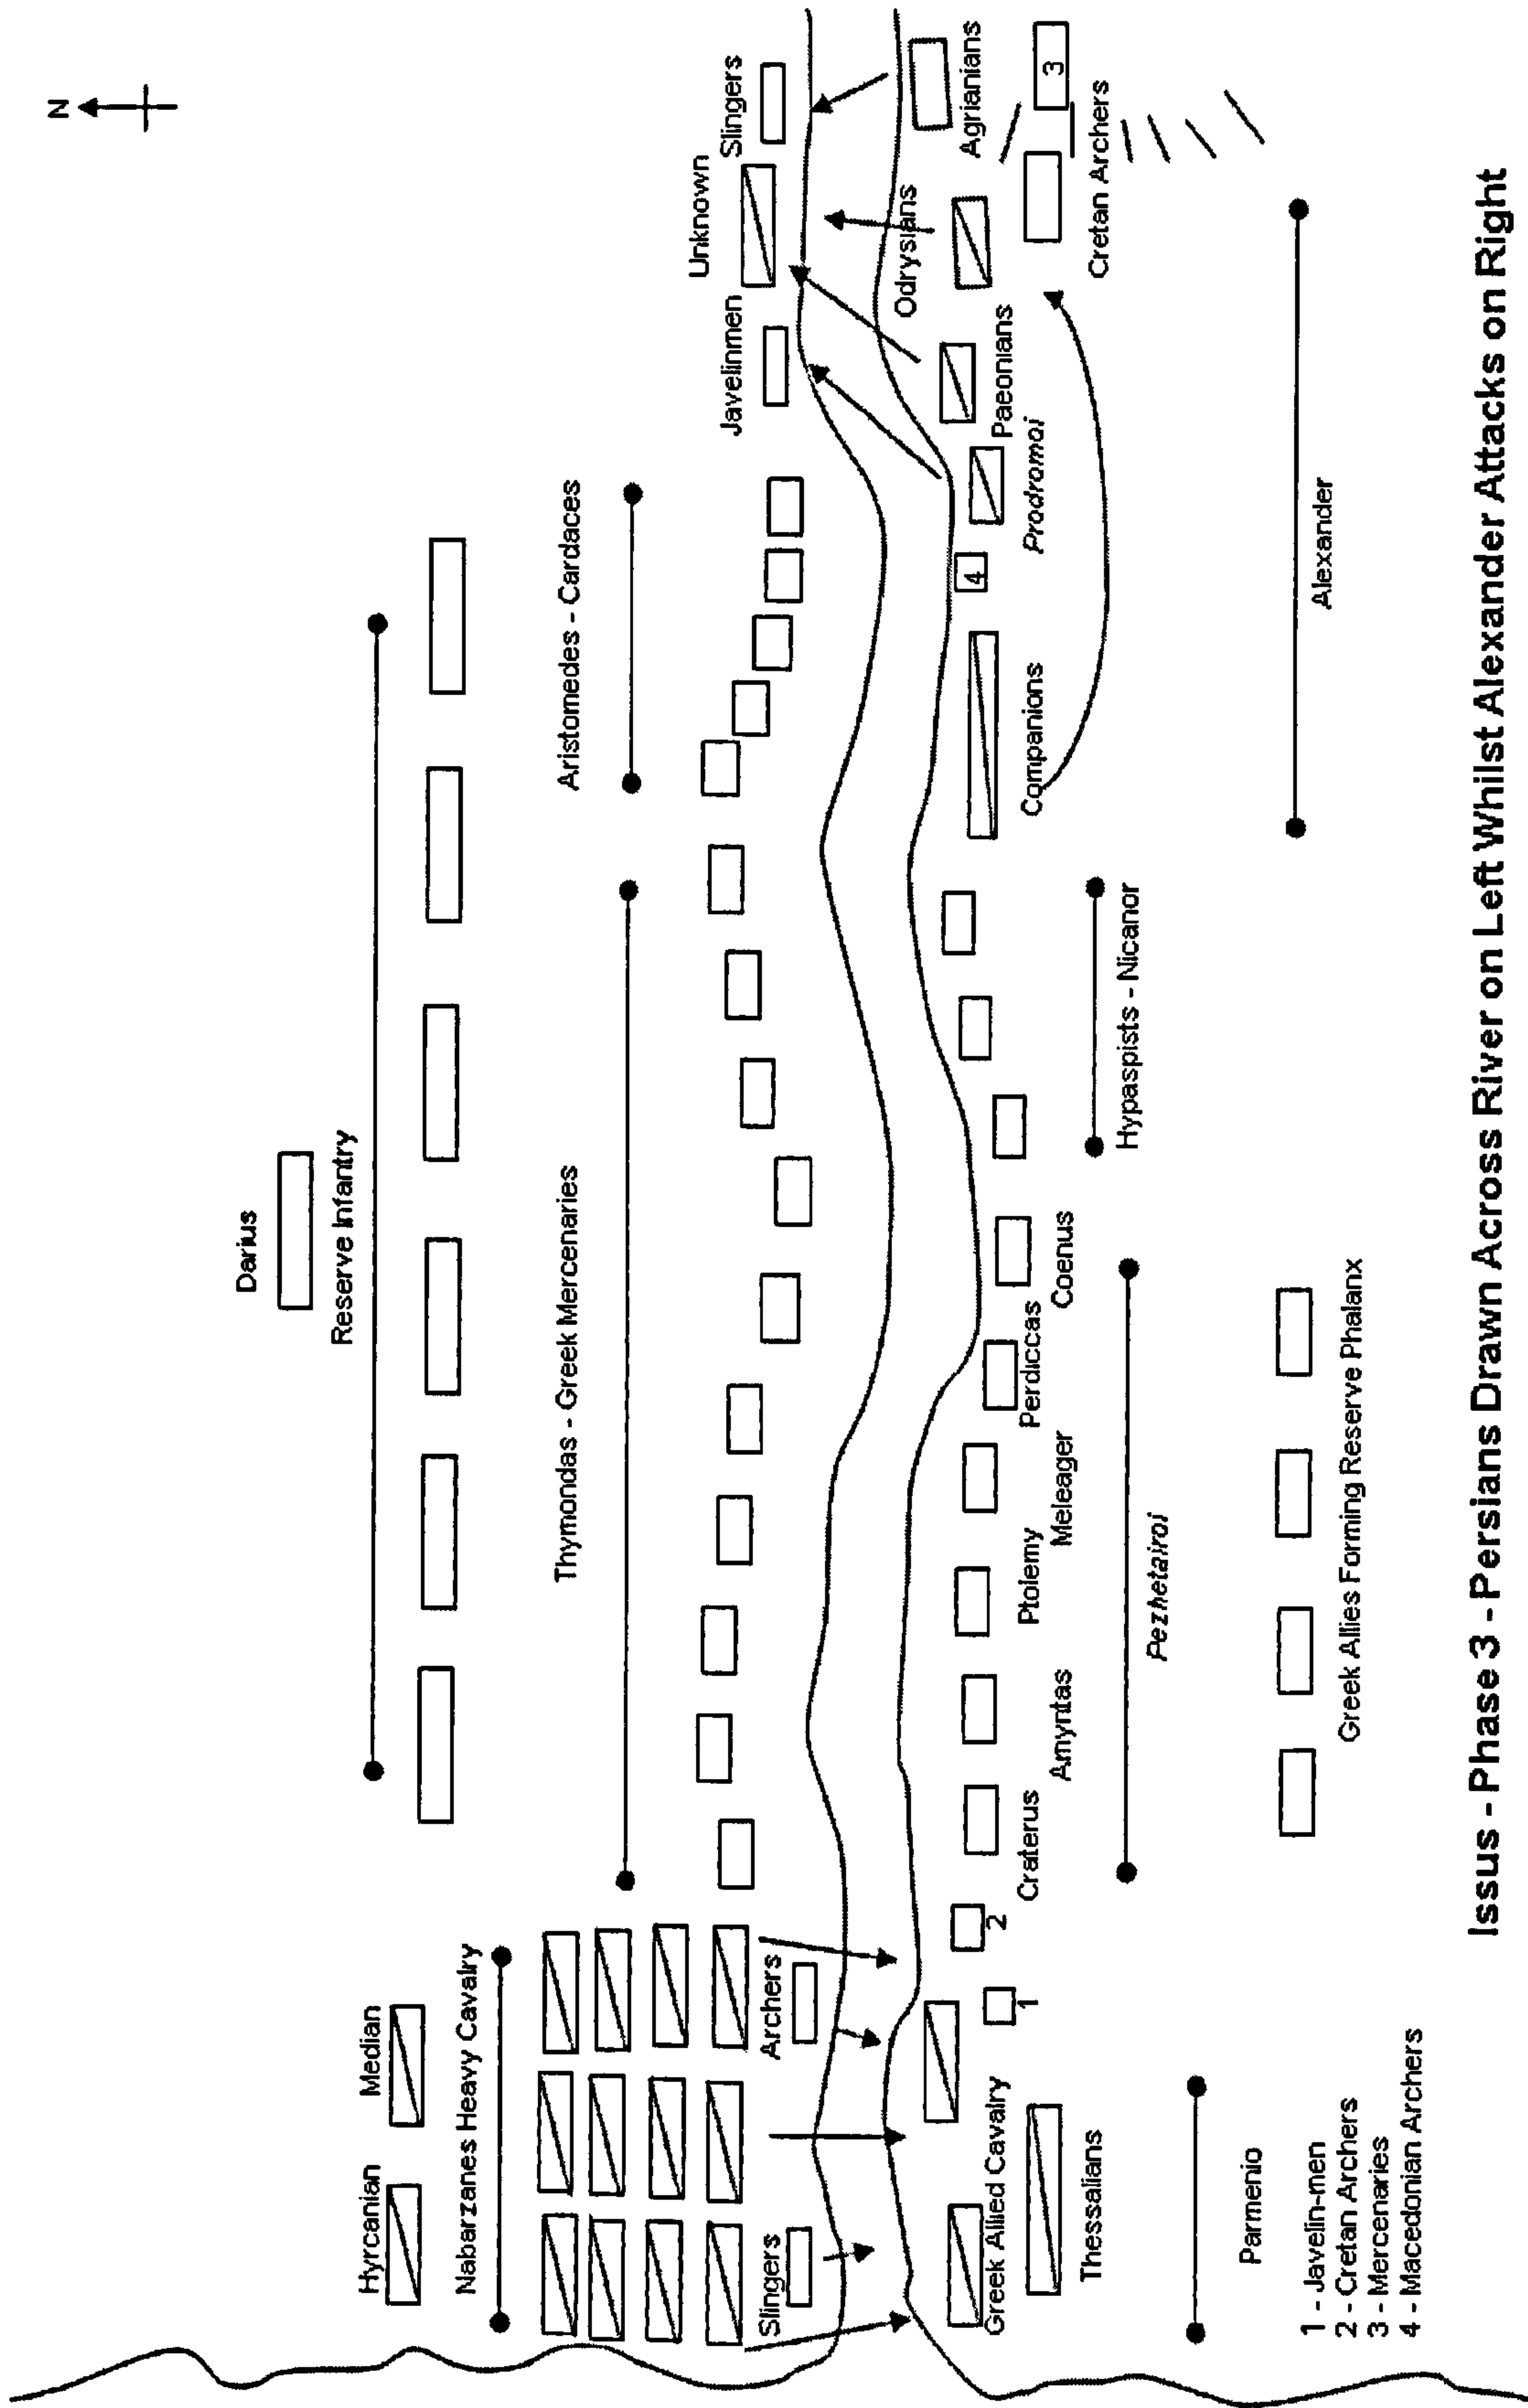 N
Darius
Reserve Infantry
Hyrcanian
Median
Nabarzanes Heavy Cavalry
Thymondas - Greek Mercenaries
Aristomedes - Cardaces
Javelinmen
Unknown
Slingers
Slingers
Archers
Greek Allied Cavalry
Thessalians
1
2
Craterus
Amyntas
Ptolemy
Meleager
Perdiccas
Coenus
Pezhetairoi
Hypaspists - Nicanor
Companions
4
Prodromoi
Paeonians
Odrysians
Agrianians
3
Cretan Archers
Parmenio
Greek Allies Forming Reserve Phalanx
Alexander
1 - Javelin-men
2 - Cretan Archers
3 - Mercenaries
4 - Macedonian Archers
Issus - Phase 3 - Persians Drawn Across River on Left Whilst Alexander Attacks on Right